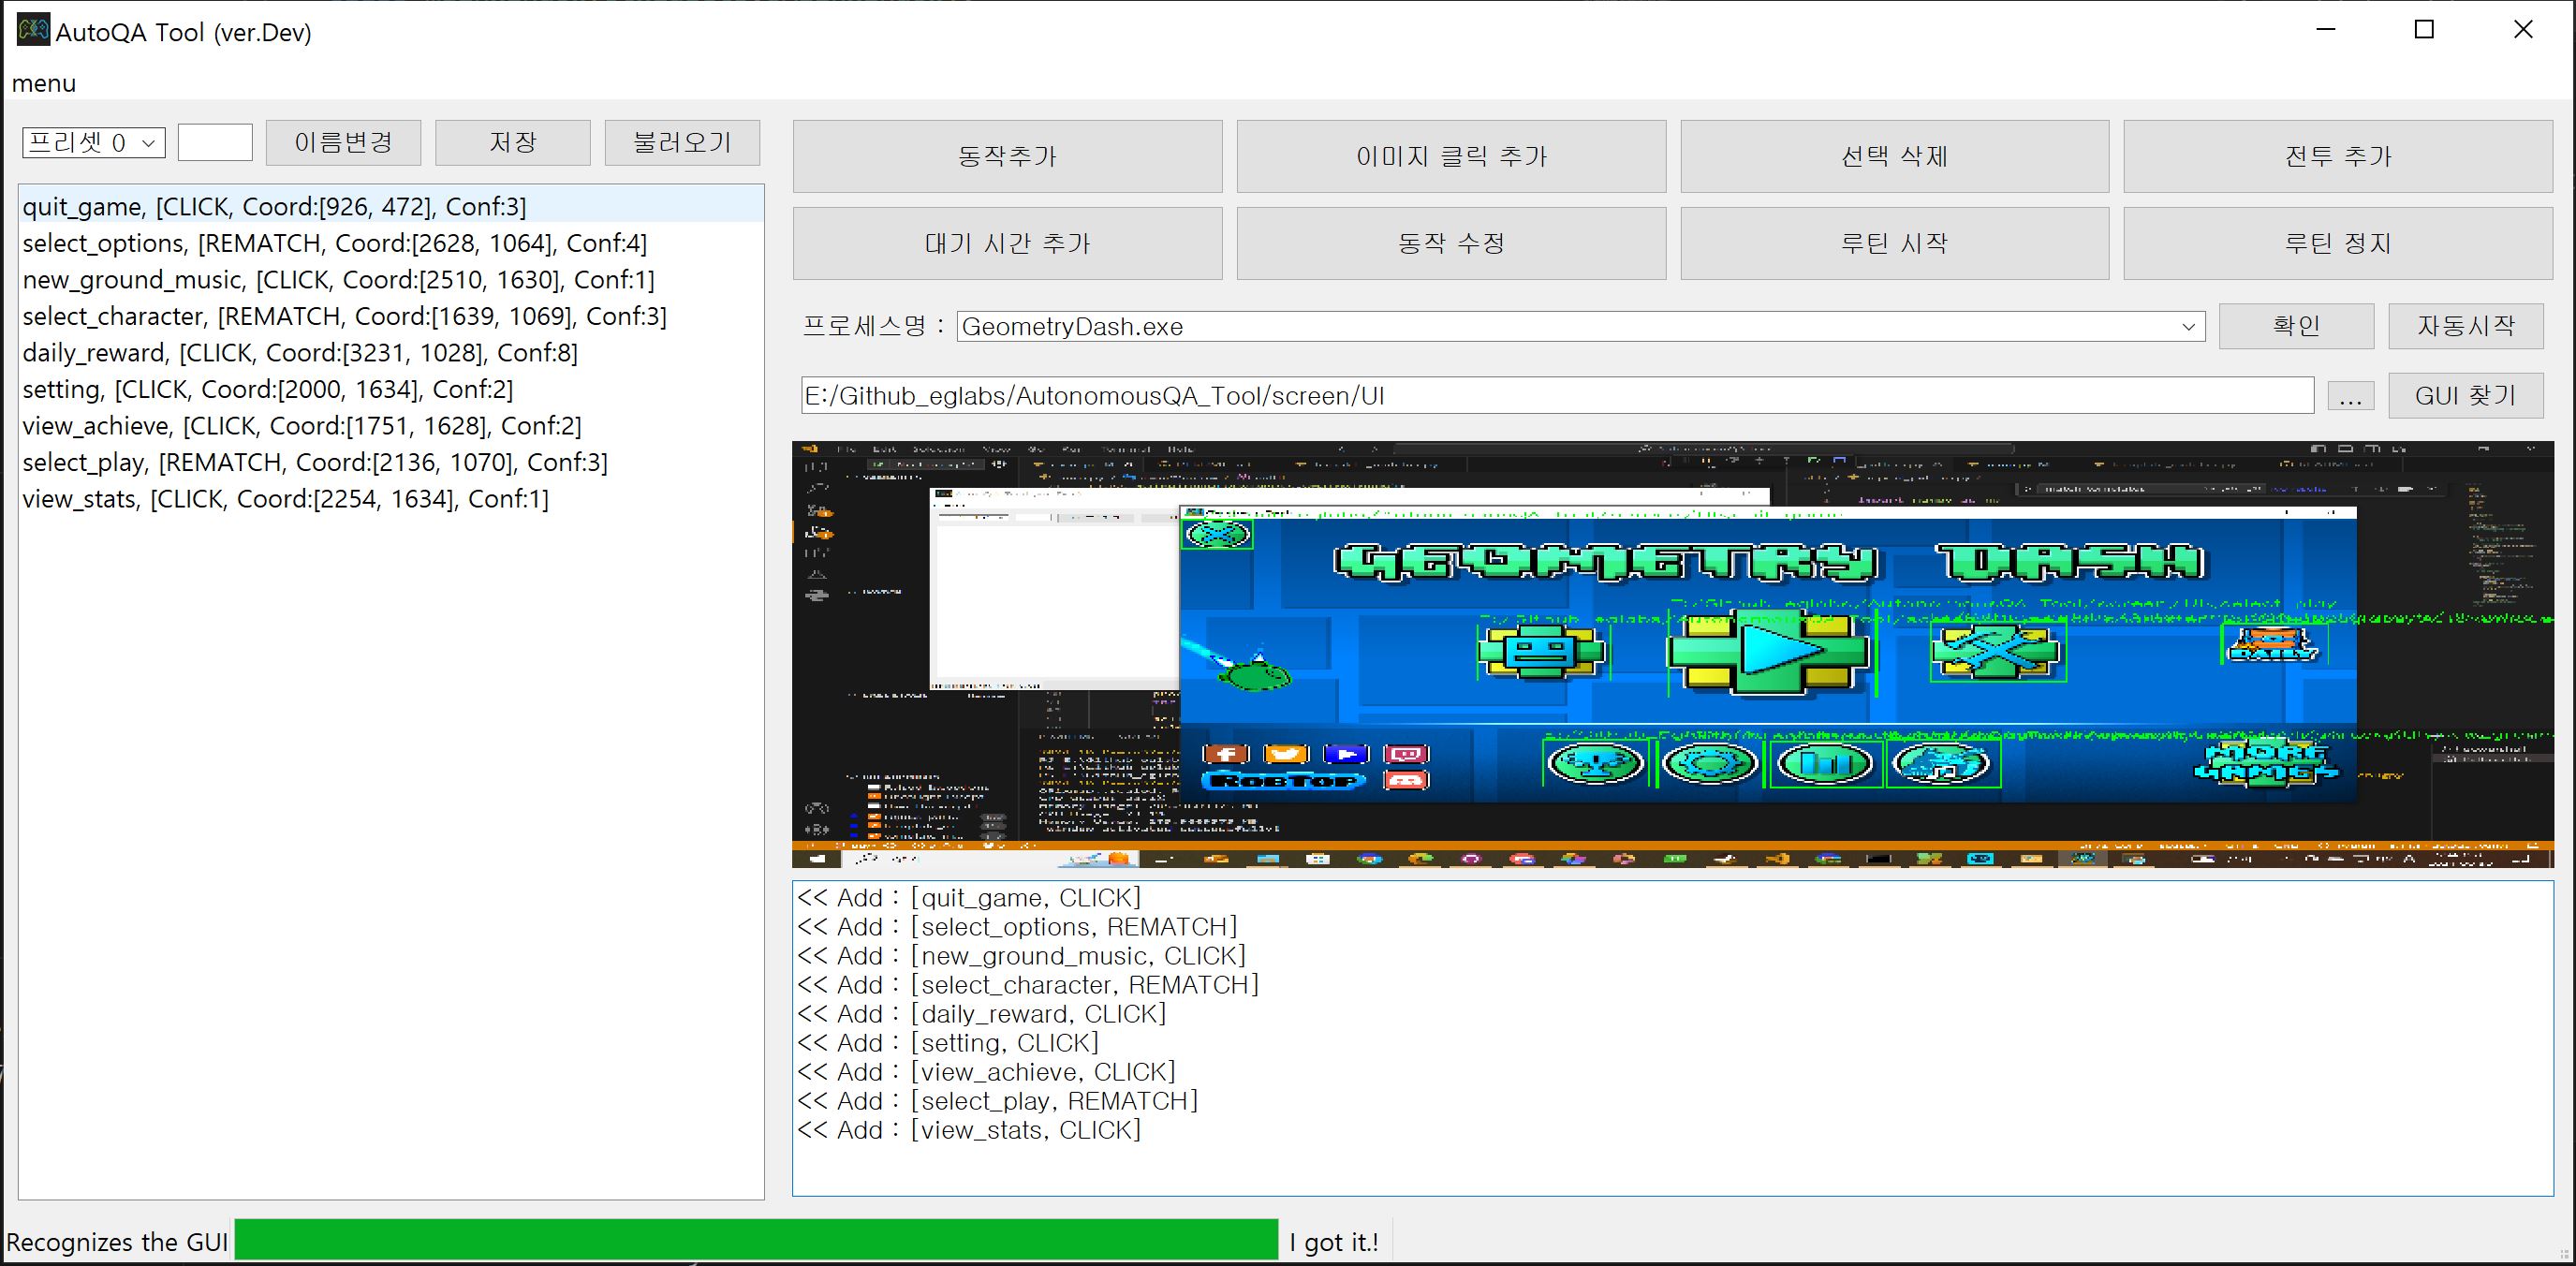 AutoQA Tool (ver.Dev)
menu
프리셋 0
이름변경
저장
불러오기
동작추가
이미지 클릭 추가
선택 삭제
전투 추가
대기 시간 추가
동작 수정
루틴 시작
루틴 정지
quit_game, [CLICK, Coord:[926, 472], Conf:3]
select_options, [REMATCH, Coord:[2628, 1064], Conf:4]
new_ground_music, [CLICK, Coord:[2510, 1630], Conf:1]
select_character, [REMATCH, Coord:[1639, 1069], Conf:3]
daily_reward, [CLICK, Coord:[3231, 1028], Conf:8]
setting, [CLICK, Coord:[2000, 1634], Conf:2]
view_achieve, [CLICK, Coord:[1751, 1628], Conf:2]
select_play, [REMATCH, Coord:[2136, 1070], Conf:3]
view_stats, [CLICK, Coord:[2254, 1634], Conf:1]
프로세스명 : GeometryDash.exe
확인
자동시작
E:/Github_eglabs/AutonomousQA_Tool/screen/UI
...
GUI 찾기
File Edit Selection View Go Run Terminal Help
GEOMETRY DASH
DAILY
ROBTOP
MORE
GAMES
<< Add : [quit_game, CLICK]
<< Add : [select_options, REMATCH]
<< Add : [new_ground_music, CLICK]
<< Add : [select_character, REMATCH]
<< Add : [daily_reward, CLICK]
<< Add : [setting, CLICK]
<< Add : [view_achieve, CLICK]
<< Add : [select_play, REMATCH]
<< Add : [view_stats, CLICK]
Recognizes the GUI
I got it.!